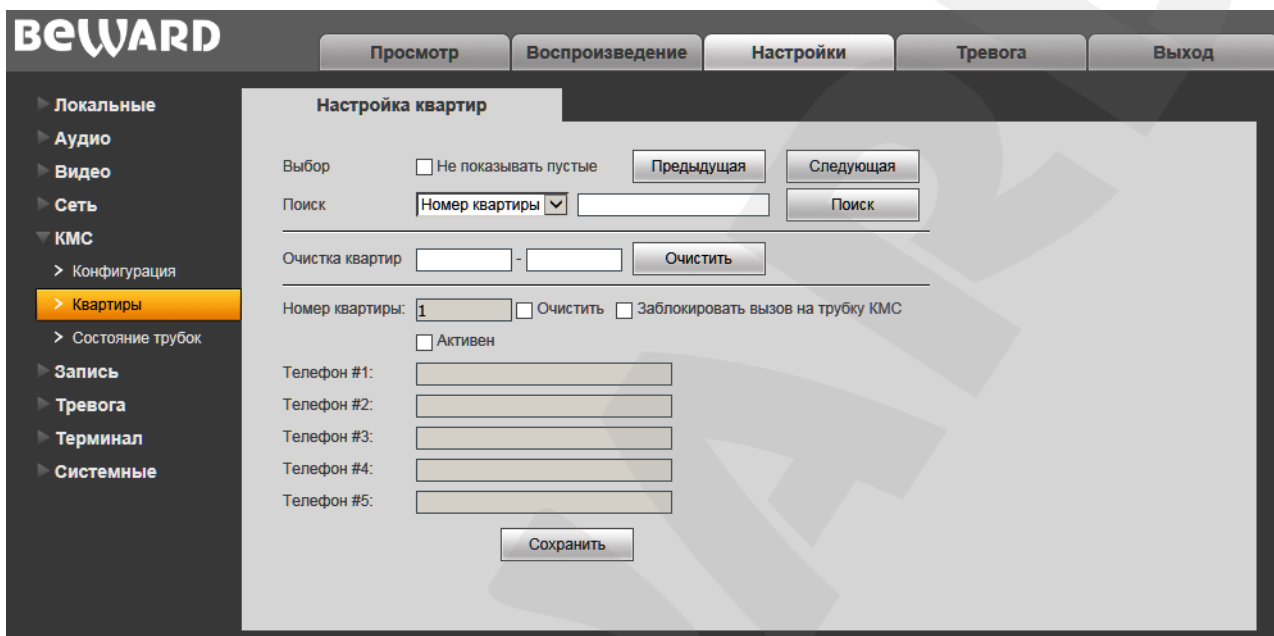 BEWARD
Просмотр Воспроизведение Настройки Тревога Выход
Локальные
Аудио
Видео
Сеть
КМС
> Конфигурация
> Квартиры
> Состояние трубок
Запись
Тревога
Терминал
Системные
Настройка квартир
Выбор Не показывать пустые Предыдущая Следующая
Поиск Номер квартиры Поиск
Очистка квартир - Очистить
Номер квартиры: 1 Очистить Заблокировать вызов на трубку КМС
Активен
Телефон #1:
Телефон #2:
Телефон #3:
Телефон #4:
Телефон #5:
Сохранить